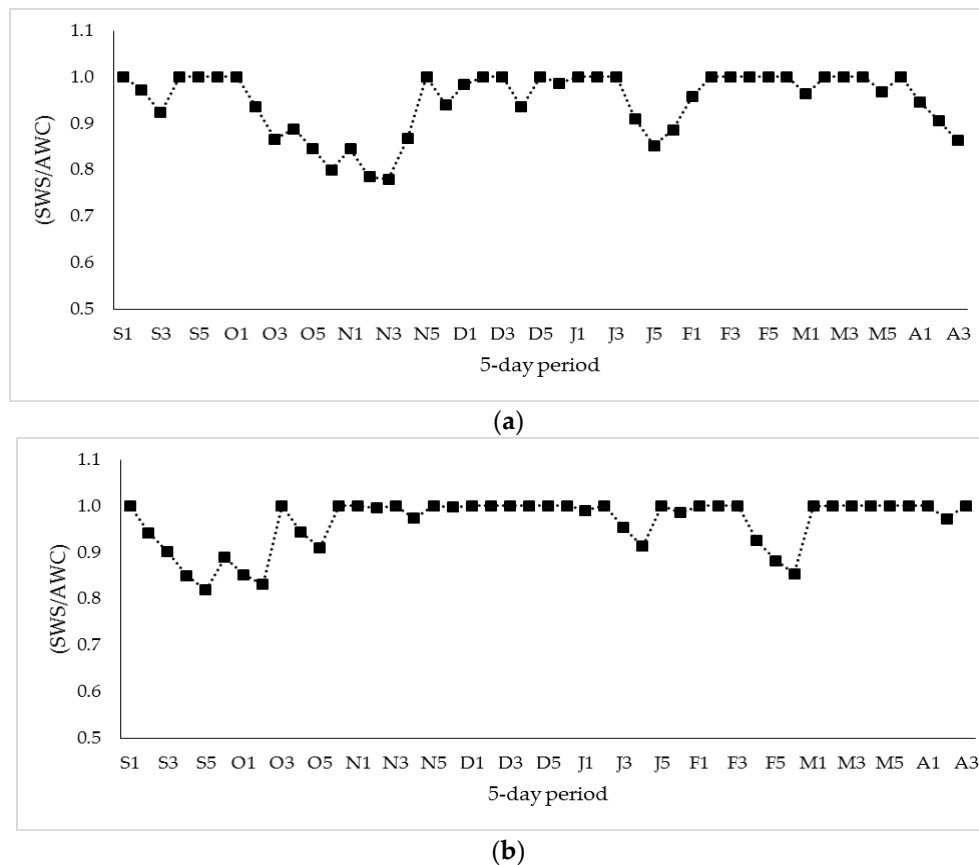 1.1
1.0
0.9
0.8
0.7
0.6
0.5
(SWS/AWC)
S1 S3 S5 O1 O3 O5 N1 N3 N5 D1 D3 D5 J1 J3 J5 F1 F3 F5 M1 M3 M5 A1 A3
5-day period
(a)
1.1
1.0
0.9
0.8
0.7
0.6
0.5
(SWS/AWC)
S1 S3 S5 O1 O3 O5 N1 N3 N5 D1 D3 D5 J1 J3 J5 F1 F3 F5 M1 M3 M5 A1 A3
5-day period
(b)